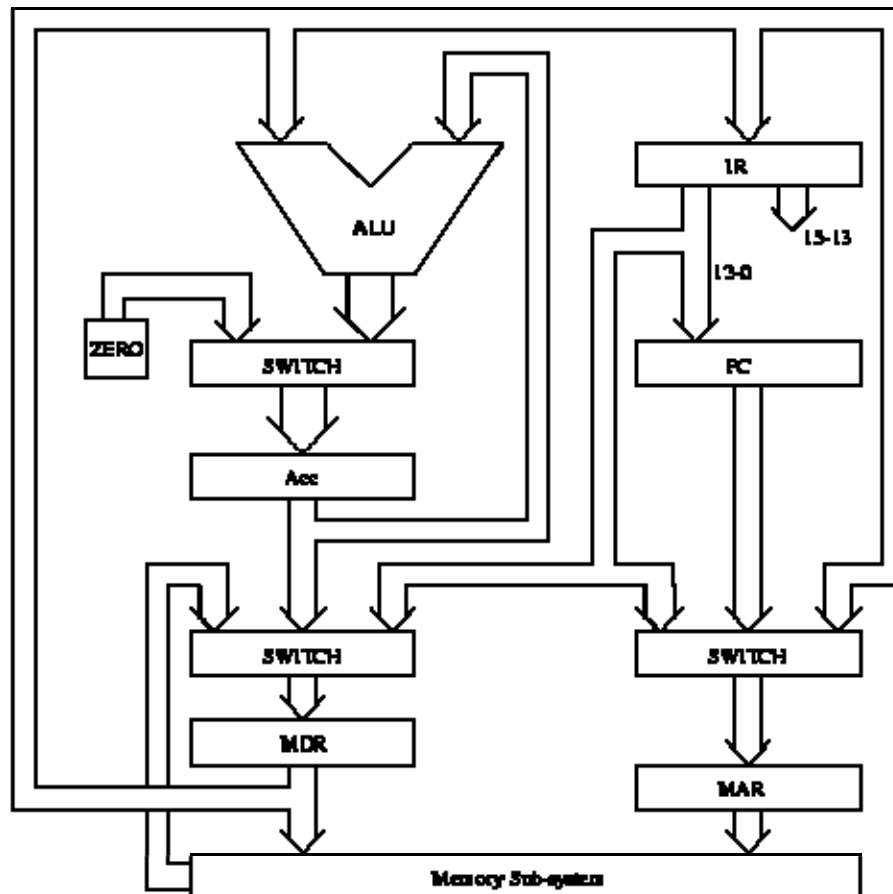 IR
ALU
15-13
12-0
ZERO
SWITCH
PC
Acc
SWITCH
SWITCH
MDR
MAR
Memory Sub-system